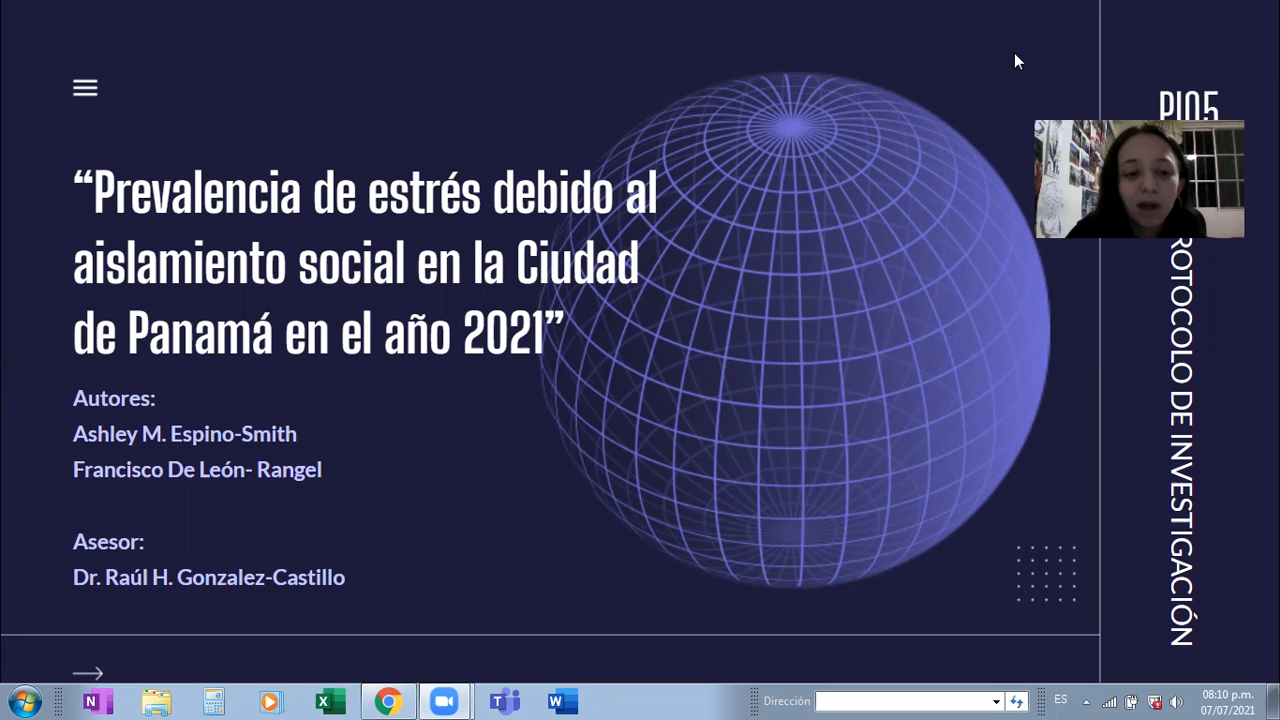 “Prevalencia de estrés debido al
aislamiento social en la Ciudad
de Panamá en el año 2021”
Autores:
Ashley M. Espino-Smith
Francisco De León- Rangel
Asesor:
Dr. Raúl H. Gonzalez-Castillo
PI05
ROTOCOLO DE INVESTIGACIÓN
Dirección
ES
08:10 p.m.
07/07/2021